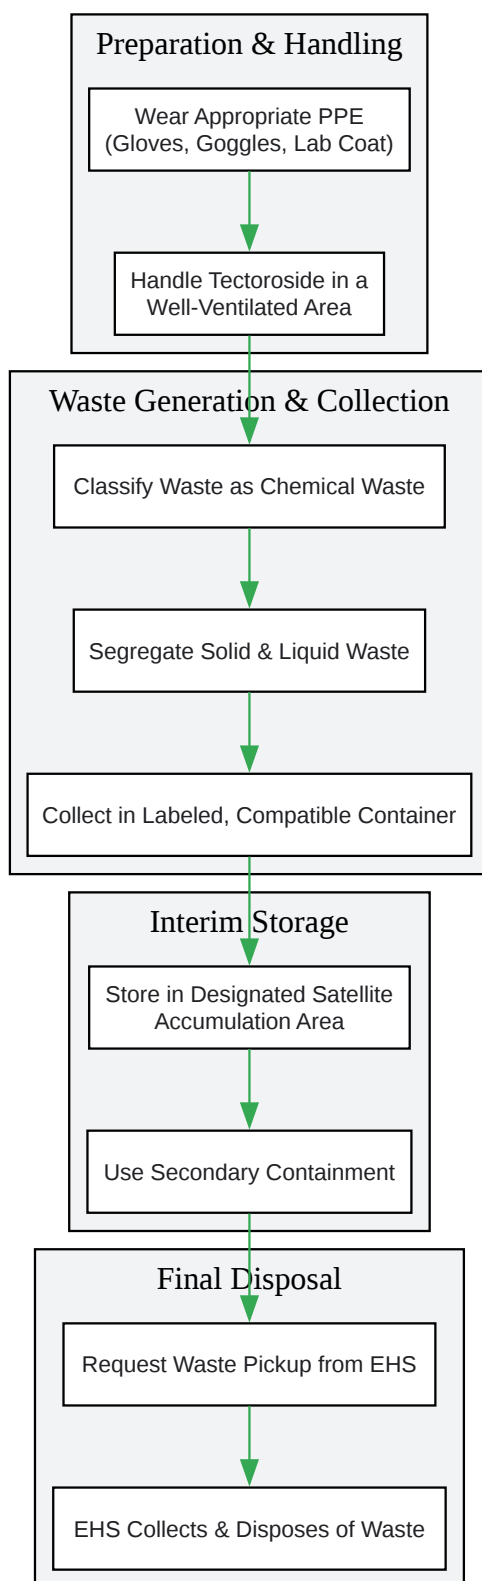 Preparation & Handling
Wear Appropriate PPE
(Gloves, Goggles, Lab Coat)
Handle Tectoroside in a
Well-Ventilated Area
Waste Generation & Collection
Classify Waste as Chemical Waste
Segregate Solid & Liquid Waste
Collect in Labeled, Compatible Container
Interim Storage
Store in Designated Satellite
Accumulation Area
Use Secondary Containment
Final Disposal
Request Waste Pickup from EHS
EHS Collects & Disposes of Waste